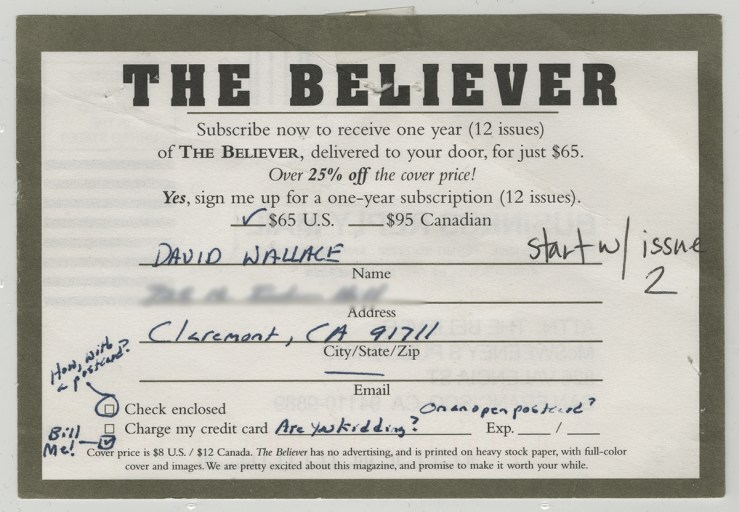 THE BELIEVER
Subscribe now to receive one year (12 issues)
of THE BELIEVER, delivered to your door, for just $65.
Over 25% off the cover price!
Yes, sign me up for a one-year subscription (12 issues).
✓ $65 U.S. $95 Canadian
DAVID WALLACE
start w/ issue
2
Name
Address
Claremont, CA 91711
City/State/Zip
Email
How, with
a postcard?
Check enclosed
On an open postcard?
Charge my credit card Are you kidding? Exp. /
Bill
Me!
Cover price is $8 U.S. / $12 Canada. The Believer has no advertising, and is printed on heavy stock paper, with full-color
cover and images. We are pretty excited about this magazine, and promise to make it worth your while.